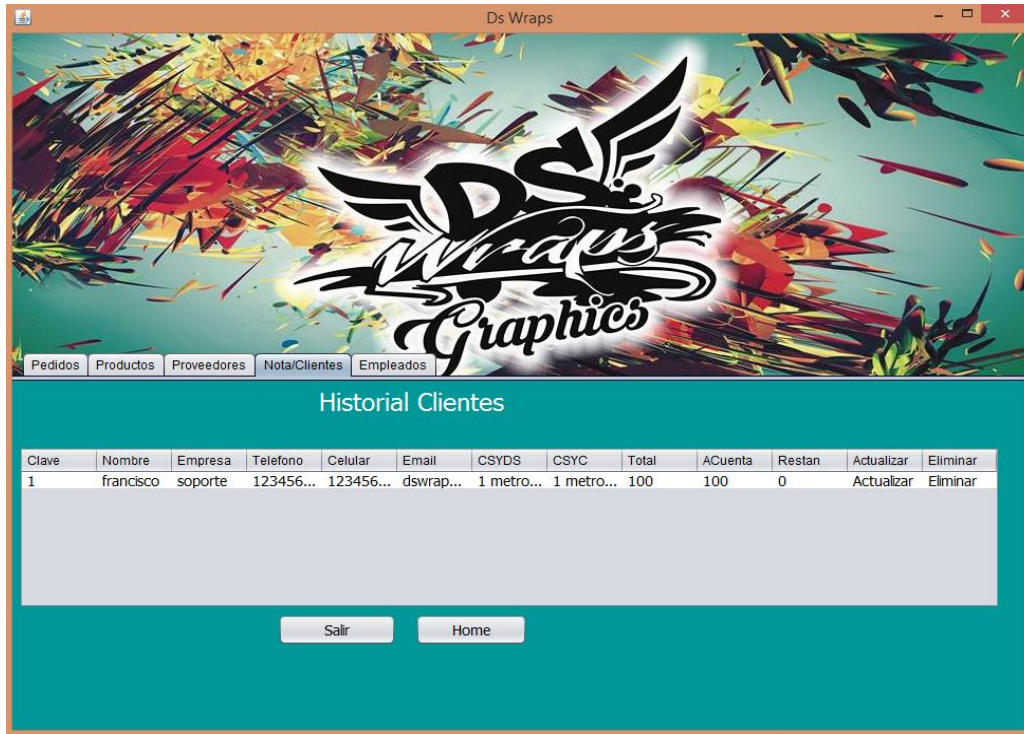 Ds Wraps
DS.
Wraps
Graphics
Pedidos Productos Proveedores Nota/Clientes Empleados
Historial Clientes
Clave Nombre Empresa Telefono Celular Email CSYDS CSYC Total ACuenta Restan Actualizar Eliminar
1 francisco soporte 123456... 123456... dswrap... 1 metro... 1 metro... 100 100 0 Actualizar Eliminar
Salir Home